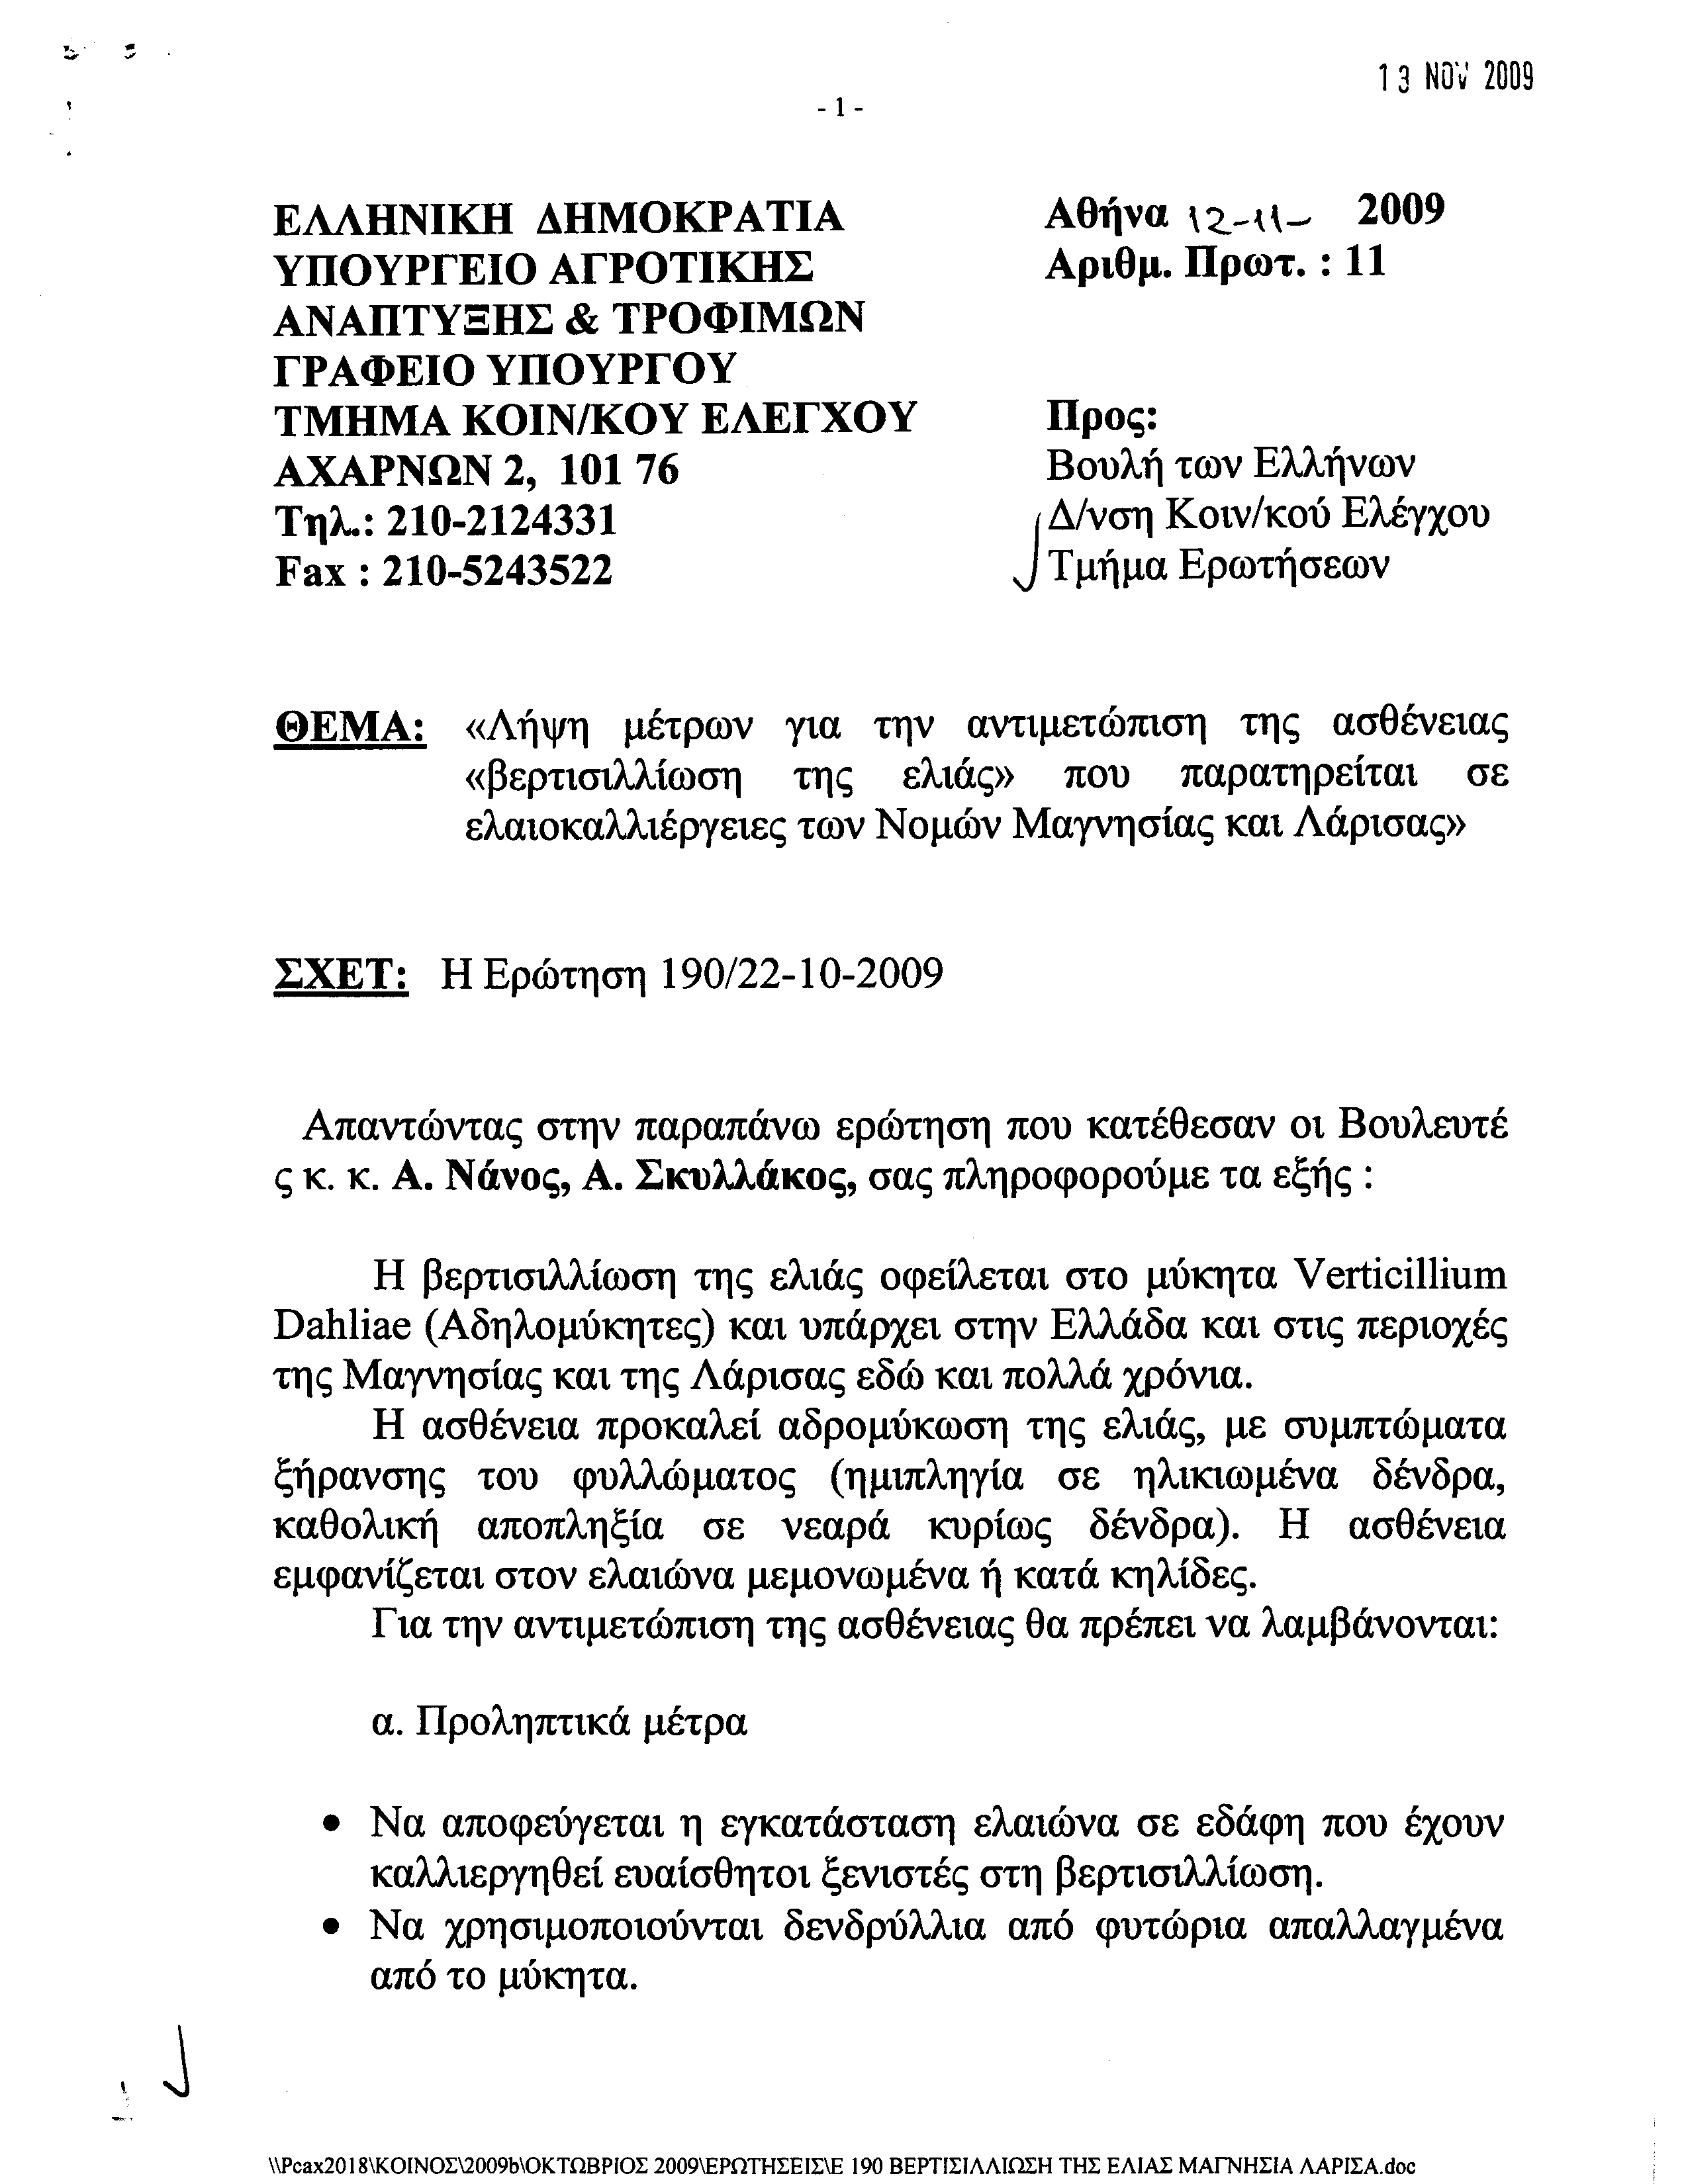 13 NOV 2009
- 1 -
ΕΛΛΗΝΙΚΗ ΔΗΜΟΚΡΑΤΙΑ
ΥΠΟΥΡΓΕΙΟ ΑΓΡΟΤΙΚΗΣ
ΑΝΑΠΤΥΞΗΣ & ΤΡΟΦΙΜΩΝ
ΓΡΑΦΕΙΟ ΥΠΟΥΡΓΟΥ
ΤΜΗΜΑ ΚΟΙΝ/ΚΟΥ ΕΛΕΓΧΟΥ
ΑΧΑΡΝΩΝ 2, 101 76
Τηλ.: 210-2124331
Fax : 210-5243522
Αθήνα 12-11- 2009
Αριθμ. Πρωτ. : 11
Προς:
Βουλή των Ελλήνων
Δ/νση Κοιν/κού Ελέγχου
Τμήμα Ερωτήσεων
ΘΕΜΑ: «Λήψη μέτρων για την αντιμετώπιση της ασθένειας
«βερτισιλλίωση της ελιάς» που παρατηρείται σε
ελαιοκαλλιέργειες των Νομών Μαγνησίας και Λάρισας»
ΣΧΕΤ: Η Ερώτηση 190/22-10-2009
Απαντώντας στην παραπάνω ερώτηση που κατέθεσαν οι Βουλευτέ
ς κ. κ. Α. Νάνος, Α. Σκυλλάκος, σας πληροφορούμε τα εξής :
Η βερτισιλλίωση της ελιάς οφείλεται στο μύκητα Verticillium
Dahliae (Αδηλομύκητες) και υπάρχει στην Ελλάδα και στις περιοχές
της Μαγνησίας και της Λάρισας εδώ και πολλά χρόνια.
Η ασθένεια προκαλεί αδρομύκωση της ελιάς, με συμπτώματα
ξήρανσης του φυλλώματος (ημιπληγία σε ηλικιωμένα δένδρα,
καθολική αποπληξία σε νεαρά κυρίως δένδρα). Η ασθένεια
εμφανίζεται στον ελαιώνα μεμονωμένα ή κατά κηλίδες.
Για την αντιμετώπιση της ασθένειας θα πρέπει να λαμβάνονται:
α. Προληπτικά μέτρα
• Να αποφεύγεται η εγκατάσταση ελαιώνα σε εδάφη που έχουν
καλλιεργηθεί ευαίσθητοι ξενιστές στη βερτισιλλίωση.
• Να χρησιμοποιούνται δενδρύλλια από φυτώρια απαλλαγμένα
από το μύκητα.
\\Pcax2018\ΚΟΙΝΟΣ\2009b\ΟΚΤΩΒΡΙΟΣ 2009\ΕΡΩΤΗΣΕΙΣ\Ε 190 ΒΕΡΤΙΣΙΛΛΙΩΣΗ ΤΗΣ ΕΛΙΑΣ ΜΑΓΝΗΣΙΑ ΛΑΡΙΣΑ.doc